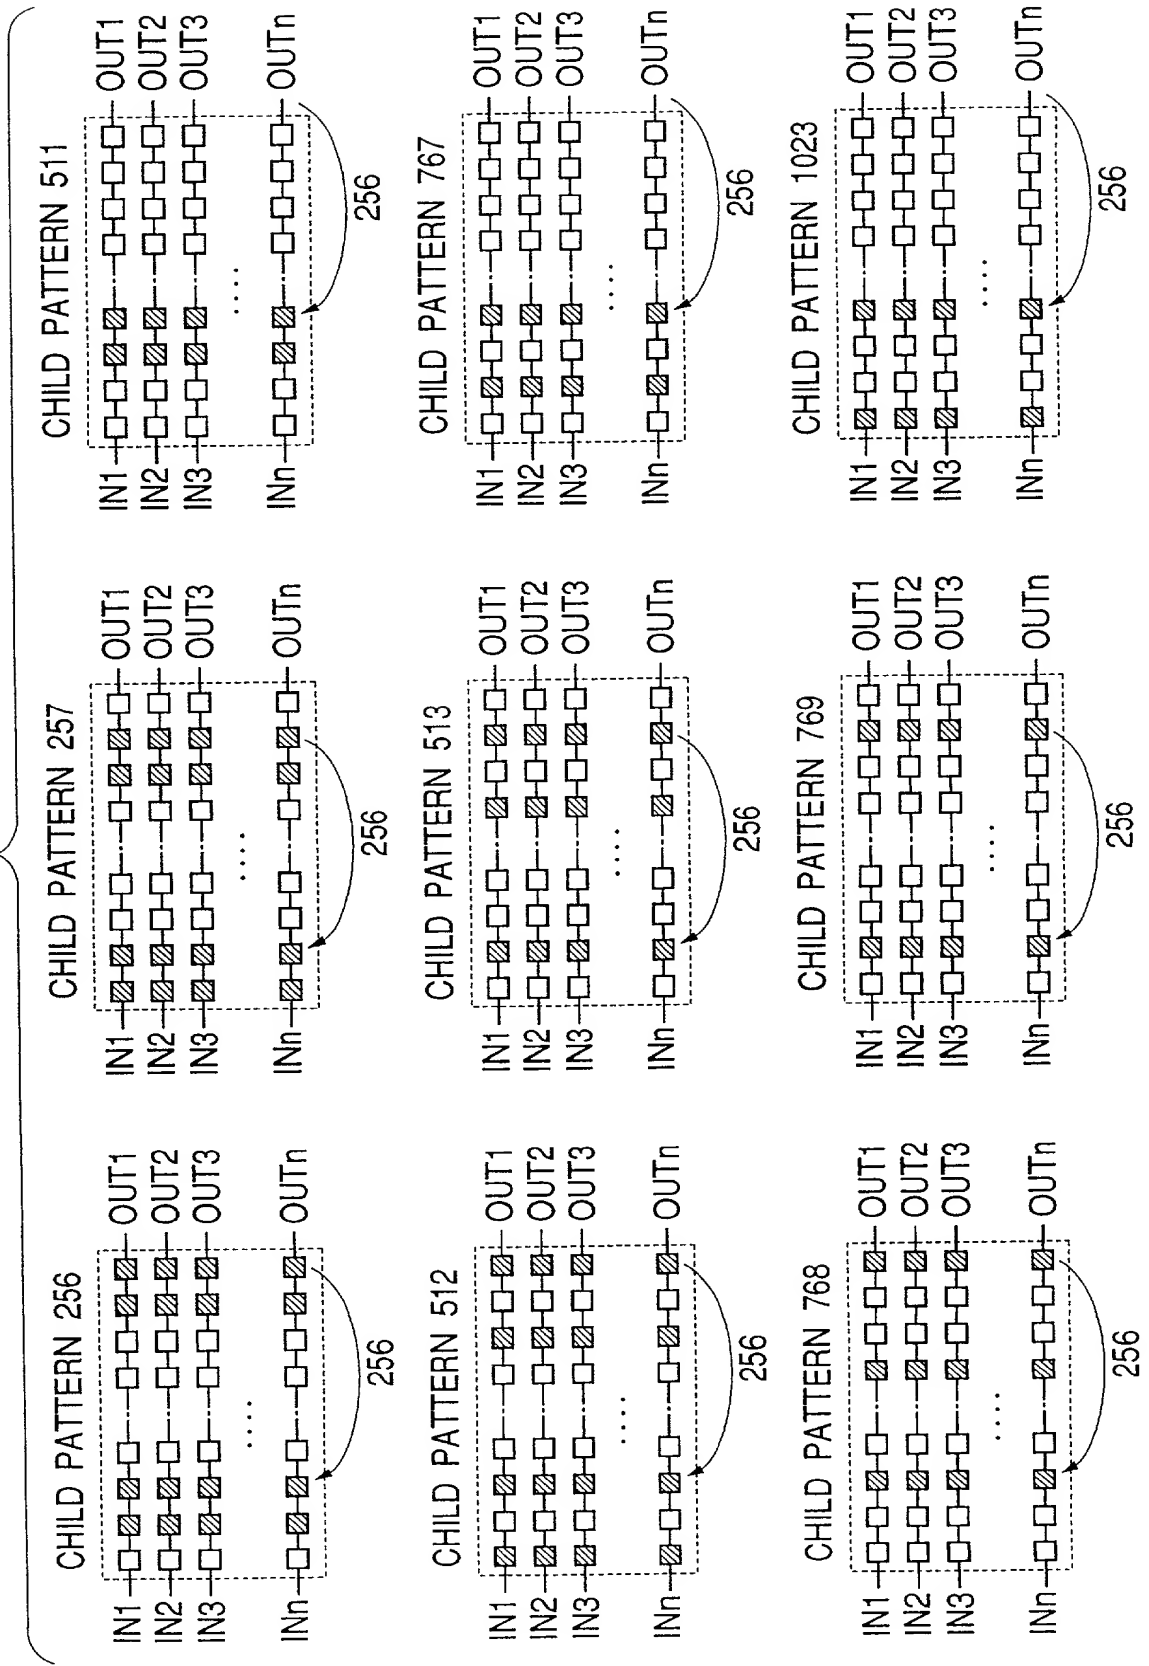 CHILD PATTERN 256
IN1 OUT1
IN2 OUT2
IN3 OUT3
....
INn OUTn
256
CHILD PATTERN 257
IN1 OUT1
IN2 OUT2
IN3 OUT3
....
INn OUTn
256
CHILD PATTERN 511
IN1 OUT1
IN2 OUT2
IN3 OUT3
....
INn OUTn
256
CHILD PATTERN 512
IN1 OUT1
IN2 OUT2
IN3 OUT3
....
INn OUTn
256
CHILD PATTERN 513
IN1 OUT1
IN2 OUT2
IN3 OUT3
....
INn OUTn
256
CHILD PATTERN 767
IN1 OUT1
IN2 OUT2
IN3 OUT3
....
INn OUTn
256
CHILD PATTERN 768
IN1 OUT1
IN2 OUT2
IN3 OUT3
....
INn OUTn
256
CHILD PATTERN 769
IN1 OUT1
IN2 OUT2
IN3 OUT3
....
INn OUTn
256
CHILD PATTERN 1023
IN1 OUT1
IN2 OUT2
IN3 OUT3
....
INn OUTn
256